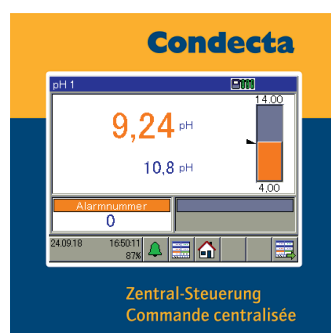 Condecta
pH 1
14,00
9,24 pH
10,8 pH
4,00
Alarmnummer
0
24.09.18 16:50:11
87%
Zentral-Steuerung
Commande centralisée